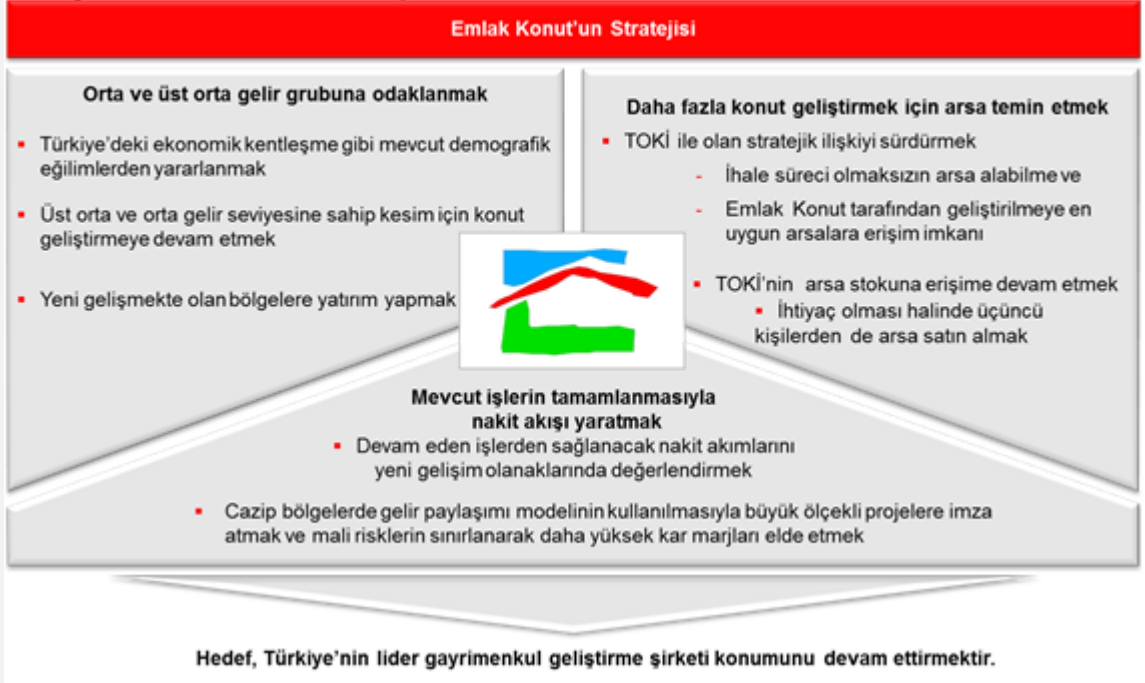 Emlak Konut'un Stratejisi
Orta ve üst orta gelir grubuna odaklanmak
▪ Türkiye'deki ekonomik kentleşme gibi mevcut demografik
eğilimlerden yararlanmak
▪ Üst orta ve orta gelir seviyesine sahip kesim için konut
geliştirmeye devam etmek
▪ Yeni gelişmekte olan bölgelere yatırım yapmak
Daha fazla konut geliştirmek için arsa temin etmek
▪ TOKİ ile olan stratejik ilişkiyi sürdürmek
- İhale süreci olmaksızın arsa alabilme ve
- Emlak Konut tarafından geliştirilmeye en
uygun arsalara erişim imkanı
▪ TOKİ'nin arsa stokuna erişime devam etmek
▪ İhtiyaç olması halinde üçüncü
kişilerden de arsa satın almak
Mevcut işlerin tamamlanmasıyla
nakit akışı yaratmak
▪ Devam eden işlerden sağlanacak nakit akımlarını
yeni gelişim olanaklarında değerlendirmek
▪ Cazip bölgelerde gelir paylaşımı modelinin kullanılmasıyla büyük ölçekli projelere imza
atmak ve mali risklerin sınırlanarak daha yüksek kar marjları elde etmek
Hedef, Türkiye'nin lider gayrimenkul geliştirme şirketi konumunu devam ettirmektir.